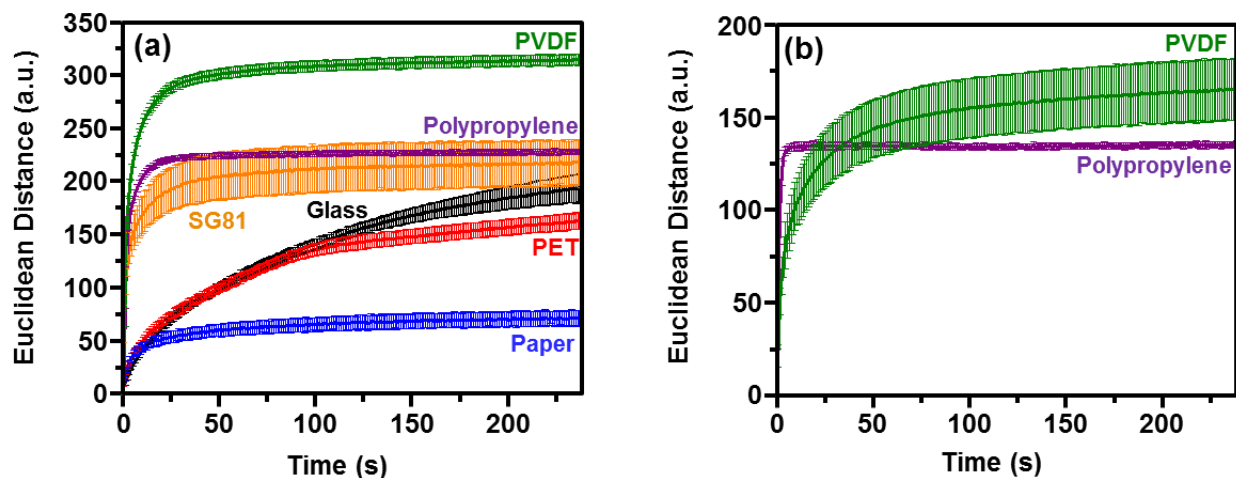 (a)
350
300
250
200
150
100
50
0
Euclidean Distance (a.u.)
PVDF
Polypropylene
SG81
Glass
PET
Paper
0 50 100 150 200
Time (s)
(b)
200
150
100
50
0
Euclidean Distance (a.u.)
PVDF
Polypropylene
0 50 100 150 200
Time (s)